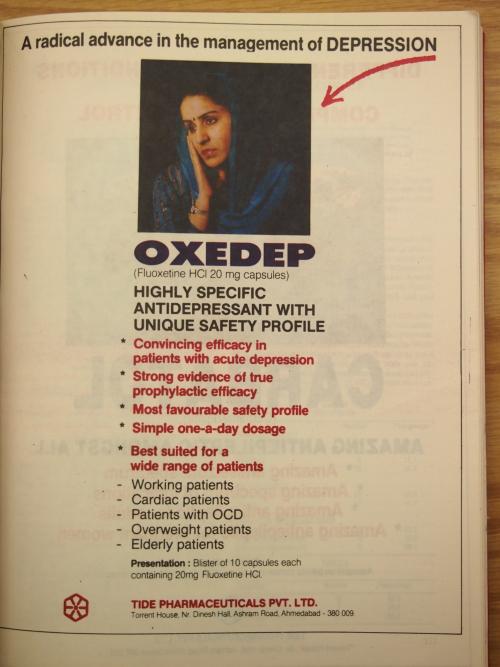 A radical advance in the management of DEPRESSION
OXEDEP
(Fluoxetine HCl 20 mg capsules)
HIGHLY SPECIFIC
ANTIDEPRESSANT WITH
UNIQUE SAFETY PROFILE
* Convincing efficacy in
patients with acute depression
* Strong evidence of true
prophylactic efficacy
* Most favourable safety profile
* Simple one-a-day dosage
* Best suited for a
wide range of patients
- Working patients
- Cardiac patients
- Patients with OCD
- Overweight patients
- Elderly patients
Presentation : Blister of 10 capsules each
containing 20mg Fluoxetine HCl.
TIDE PHARMACEUTICALS PVT. LTD.
Torrent House, Nr. Dinesh Hall, Ashram Road, Ahmedabad - 380 009.